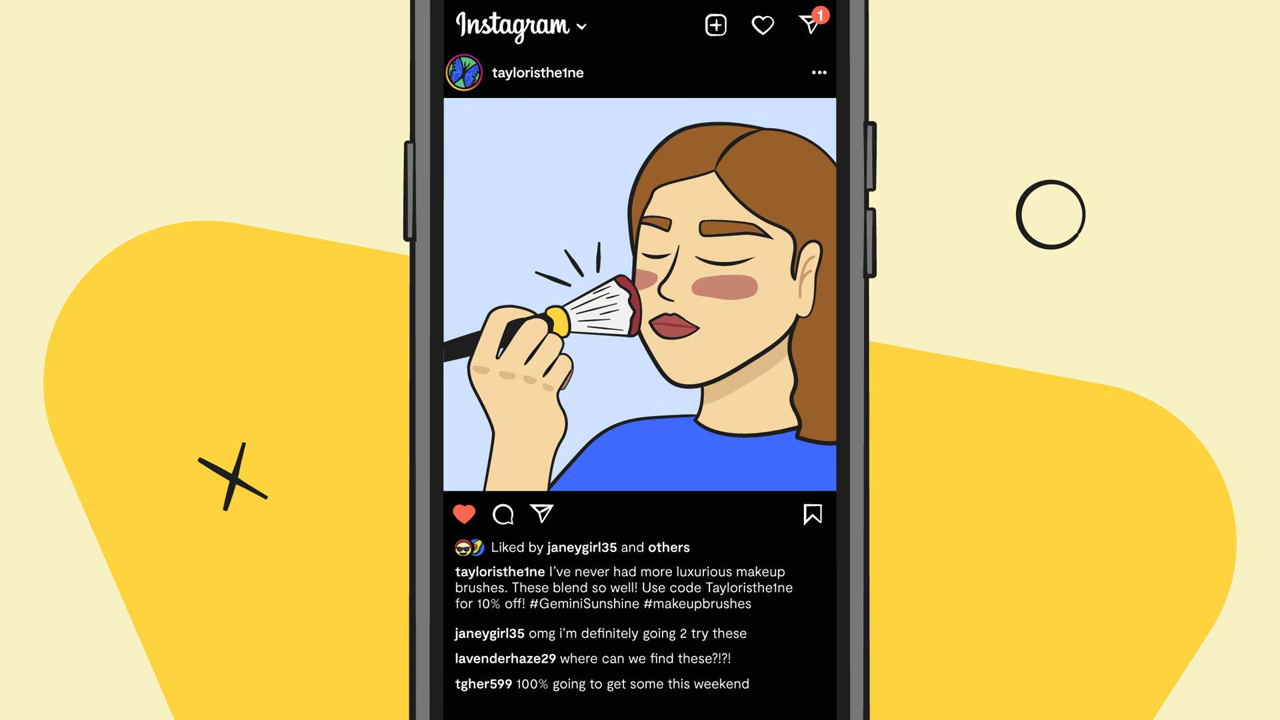 Instagram
1
tayloristhe1ne
Liked by janeygirl35 and others
tayloristhe1ne I've never had more luxurious makeup
brushes. These blend so well! Use code Tayloristhe1ne
for 10% off! #GeminiSunshine #makeupbrushes
janeygirl35 omg i'm definitely going 2 try these
lavenderhaze29 where can we find these?!?!
tgher599 100% going to get some this weekend